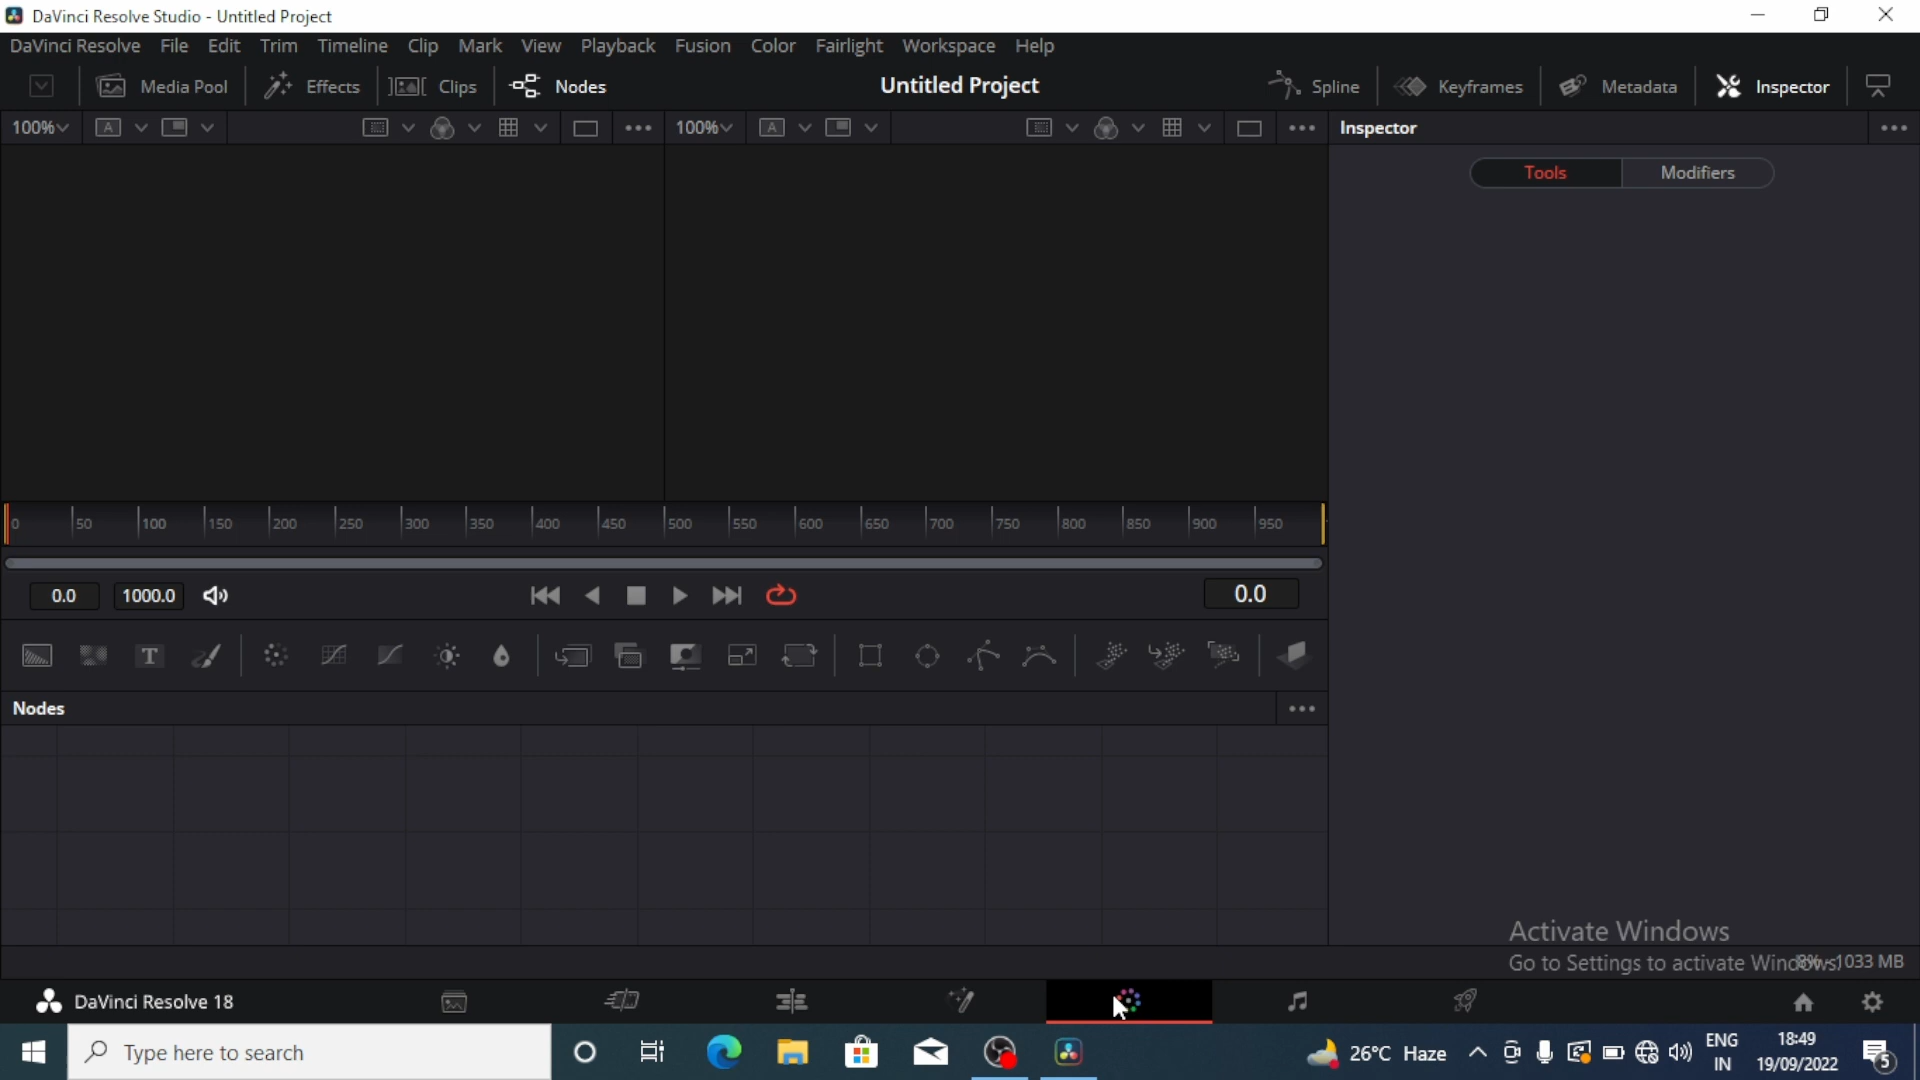 DaVinci Resolve Studio - Untitled Project
DaVinci Resolve File Edit Trim Timeline Clip Mark View Playback Fusion Color Fairlight Workspace Help
Media Pool Effects Clips Nodes Untitled Project Spline Keyframes Metadata Inspector
100% A 100% A Inspector
Tools Modifiers
0 50 100 150 200 250 300 350 400 450 500 550 600 650 700 750 800 850 900 950
0.0 1000.0 0.0
T
Nodes
Activate Windows
Go to Settings to activate Windows.
8% - 1033 MB
DaVinci Resolve 18
Type here to search
26°C Haze
ENG
IN
18:49
19/09/2022
5